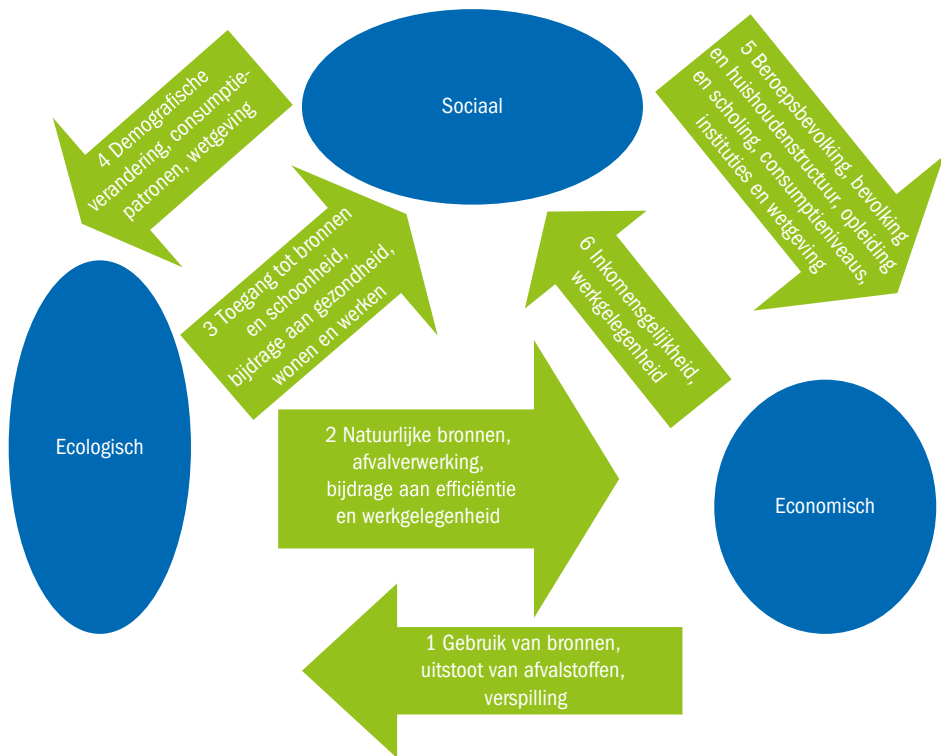 Sociaal
4 Demografische
verandering, consumptie-
patronen, wetgeving
5 Beroepsbevolking, bevolking
en huishoudenstructuur, opleiding
en scholing, consumptieniveaus,
instituties en wetgeving
3 Toegang tot bronnen
en schoonheid,
bijdrage aan gezondheid,
wonen en werken
6 Inkomensgelijkheid,
werkgelegenheid
Ecologisch
2 Natuurlijke bronnen,
afvalverwerking,
bijdrage aan efficiëntie
en werkgelegenheid
Economisch
1 Gebruik van bronnen,
uitstoot van afvalstoffen,
verspilling